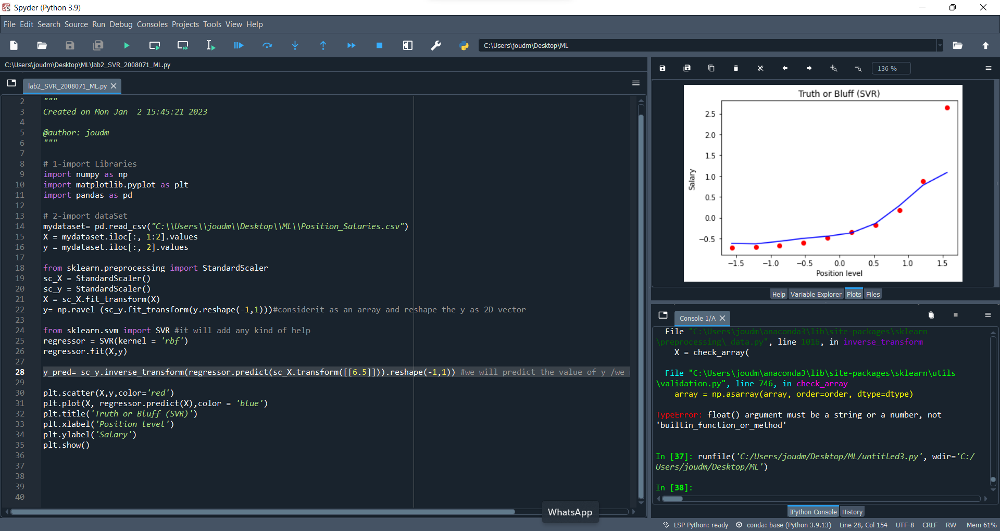 Spyder (Python 3.9)
File Edit Search Source Run Debug Consoles Projects Tools View Help
C:\Users\joudm\Desktop\ML
C:\Users\joudm\Desktop\ML\lab2_SVR_2008071_ML.py
lab2_SVR_2008071_ML.py
2 """
3 Created on Mon Jan  2 15:45:21 2023
4
5 @author: joudm
6 """
7
8 # 1-import Libraries
9 import numpy as np
10 import matplotlib.pyplot as plt
11 import pandas as pd
12
13 # 2-import dataSet
14 mydataset= pd.read_csv("C:\\Users\\joudm\\Desktop\\ML\\Position_Salaries.csv")
15 X = mydataset.iloc[:, 1:2].values
16 y = mydataset.iloc[:, 2].values
17
18 from sklearn.preprocessing import StandardScaler
19 sc_X = StandardScaler()
20 sc_y = StandardScaler()
21 X = sc_X.fit_transform(X)
22 y= np.ravel (sc_y.fit_transform(y.reshape(-1,1)))#considerit as an array and reshape the y as 2D vector
23
24 from sklearn.svm import SVR #it will add any kind of help
25 regressor = SVR(kernel = 'rbf')
26 regressor.fit(X,y)
27
28 y_pred= sc_y.inverse_transform(regressor.predict(sc_X.transform([[6.5]])).reshape(-1,1)) #we will predict the value of y /we
29
30 plt.scatter(X,y,color='red')
31 plt.plot(X, regressor.predict(X),color = 'blue')
32 plt.title('Truth or Bluff (SVR)')
33 plt.xlabel('Position level')
34 plt.ylabel('Salary')
35 plt.show()
36
37
38
39
40
WhatsApp
136 %
Truth or Bluff (SVR)
2.5
2.0
1.5
1.0
0.5
0.0
−0.5
Salary
−1.5 −1.0 −0.5 0.0 0.5 1.0 1.5
Position level
Help Variable Explorer Plots Files
Console 1/A
File "C:\Users\joudm\anaconda3\lib\site-packages\sklearn
\preprocessing\_data.py", line 1016, in inverse_transform
X = check_array(
File "C:\Users\joudm\anaconda3\lib\site-packages\sklearn\utils
\validation.py", line 746, in check_array
array = np.asarray(array, order=order, dtype=dtype)
TypeError: float() argument must be a string or a number, not
'builtin_function_or_method'
In [37]: runfile('C:/Users/joudm/Desktop/ML/untitled3.py', wdir='C:/
Users/joudm/Desktop/ML')
In [38]:
IPython Console History
LSP Python: ready conda: base (Python 3.9.13) Line 28, Col 154 UTF-8 CRLF RW Mem 61%